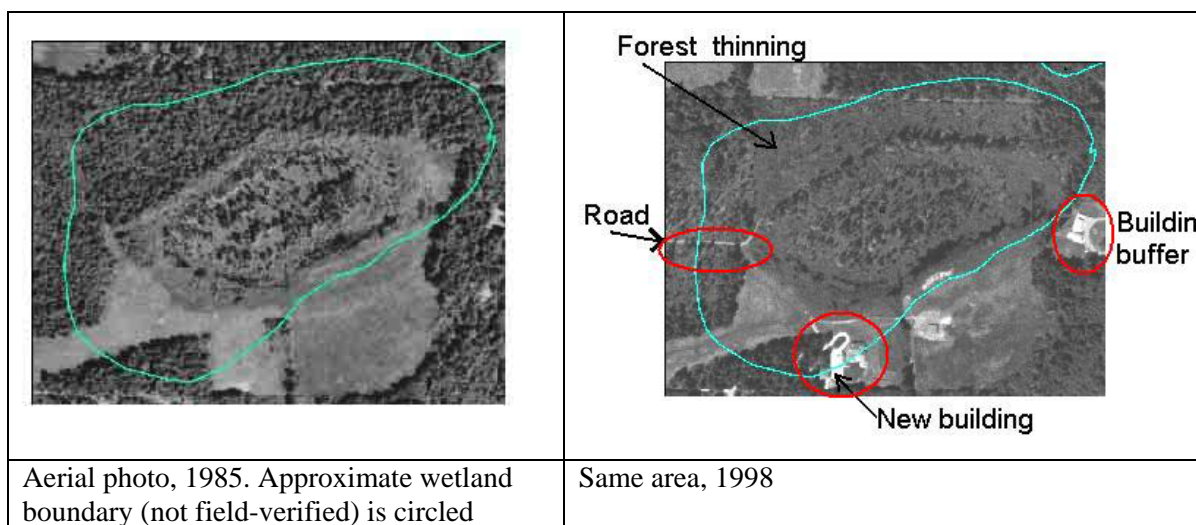 Forest thinning
Road
Buildin
buffer
New building
Aerial photo, 1985. Approximate wetland
boundary (not field-verified) is circled
Same area, 1998